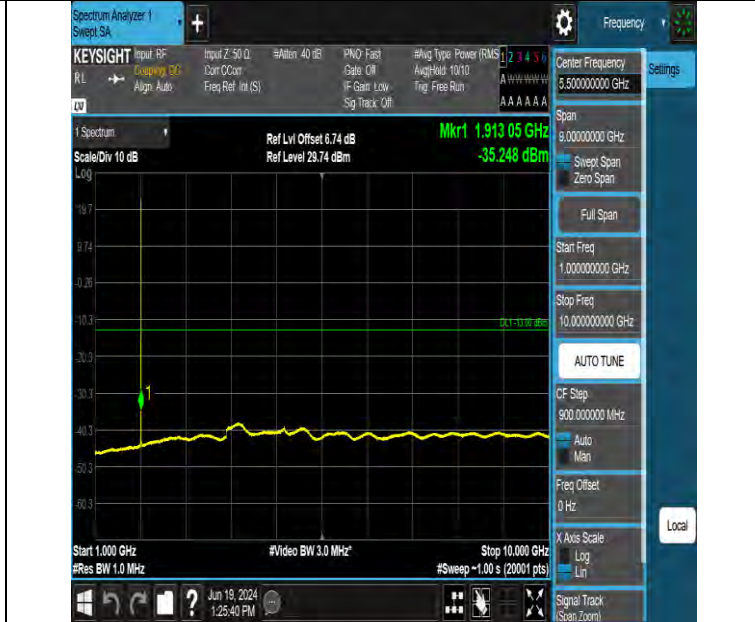 Spectrum Analyzer 1
Swept SA
Frequency
KEYSIGHT
RL
Input: RF
Coupling: DC
Align: Auto
Input Z: 50 Ω
Corr CCorr
Freq Ref: Int (S)
#Atten: 40 dB
PNO: Fast
Gate: Off
IF Gain: Low
Sig Track: Off
#Avg Type: Power (RMS
Avg|Hold: 10/10
Trig: Free Run
1 2 3 4 5 6
A W W W W W
A A A A A A
LXI
1 Spectrum
Scale/Div 10 dB
Log
Ref Lvl Offset 6.74 dB
Ref Level 29.74 dBm
Mkr1 1.913 05 GHz
-35.248 dBm
19.7
9.74
-0.26
-10.3
-20.3
-30.3
-40.3
-50.3
-60.3
DL1 -13.00 dBm
1
Start 1.000 GHz
#Res BW 1.0 MHz
#Video BW 3.0 MHz*
Stop 10.000 GHz
#Sweep ~1.00 s (20001 pts)
Jun 19, 2024
1:25:40 PM
Center Frequency
5.500000000 GHz
Span
9.00000000 GHz
Swept Span
Zero Span
Full Span
Start Freq
1.000000000 GHz
Stop Freq
10.000000000 GHz
AUTO TUNE
CF Step
900.000000 MHz
Auto
Man
Freq Offset
0 Hz
X Axis Scale
Log
Lin
Signal Track
(Span Zoom)
Settings
Local